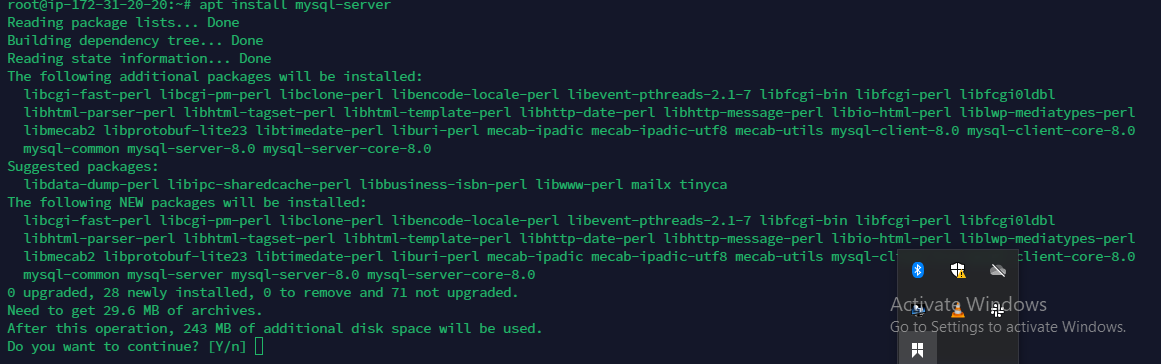 root@ip-172-31-20-20:~# apt install mysql-server
Reading package lists... Done
Building dependency tree... Done
Reading state information... Done
The following additional packages will be installed:
  libcgi-fast-perl libcgi-pm-perl libclone-perl libencode-locale-perl libevent-pthreads-2.1-7 libfcgi-bin libfcgi-perl libfcgi0ldbl
  libhtml-parser-perl libhtml-tagset-perl libhtml-template-perl libhttp-date-perl libhttp-message-perl libio-html-perl liblwp-mediatypes-perl
  libmecab2 libprotobuf-lite23 libtimedate-perl liburi-perl mecab-ipadic mecab-ipadic-utf8 mecab-utils mysql-client-8.0 mysql-client-core-8.0
  mysql-common mysql-server-8.0 mysql-server-core-8.0
Suggested packages:
  libdata-dump-perl libipc-sharedcache-perl libbusiness-isbn-perl libwww-perl mailx tinyca
The following NEW packages will be installed:
  libcgi-fast-perl libcgi-pm-perl libclone-perl libencode-locale-perl libevent-pthreads-2.1-7 libfcgi-bin libfcgi-perl libfcgi0ldbl
  libhtml-parser-perl libhtml-tagset-perl libhtml-template-perl libhttp-date-perl libhttp-message-perl libio-html-perl liblwp-mediatypes-perl
  libmecab2 libprotobuf-lite23 libtimedate-perl liburi-perl mecab-ipadic mecab-ipadic-utf8 mecab-utils mysql-cl client-core-8.0
  mysql-common mysql-server mysql-server-8.0 mysql-server-core-8.0
0 upgraded, 28 newly installed, 0 to remove and 71 not upgraded.
Need to get 29.6 MB of archives.
After this operation, 243 MB of additional disk space will be used.
Do you want to continue? [Y/n]
Activate Windows
Go to Settings to activate Windows.